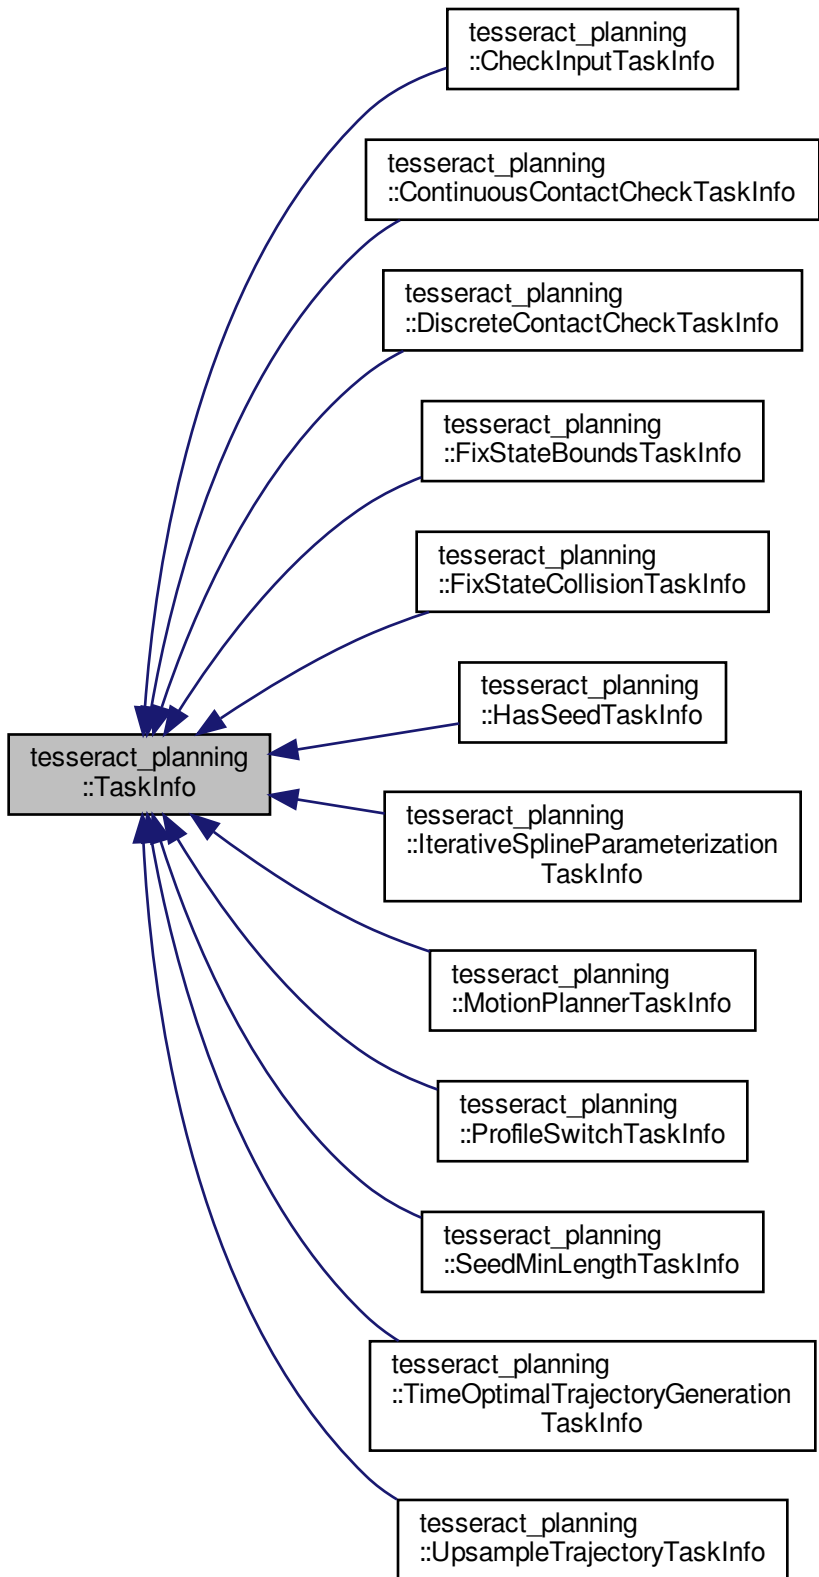 tesseract_planning
::CheckInputTaskInfo
tesseract_planning
::ContinuousContactCheckTaskInfo
tesseract_planning
::DiscreteContactCheckTaskInfo
tesseract_planning
::FixStateBoundsTaskInfo
tesseract_planning
::FixStateCollisionTaskInfo
tesseract_planning
::HasSeedTaskInfo
tesseract_planning
::TaskInfo
tesseract_planning
::IterativeSplineParameterization
TaskInfo
tesseract_planning
::MotionPlannerTaskInfo
tesseract_planning
::ProfileSwitchTaskInfo
tesseract_planning
::SeedMinLengthTaskInfo
tesseract_planning
::TimeOptimalTrajectoryGeneration
TaskInfo
tesseract_planning
::UpsampleTrajectoryTaskInfo